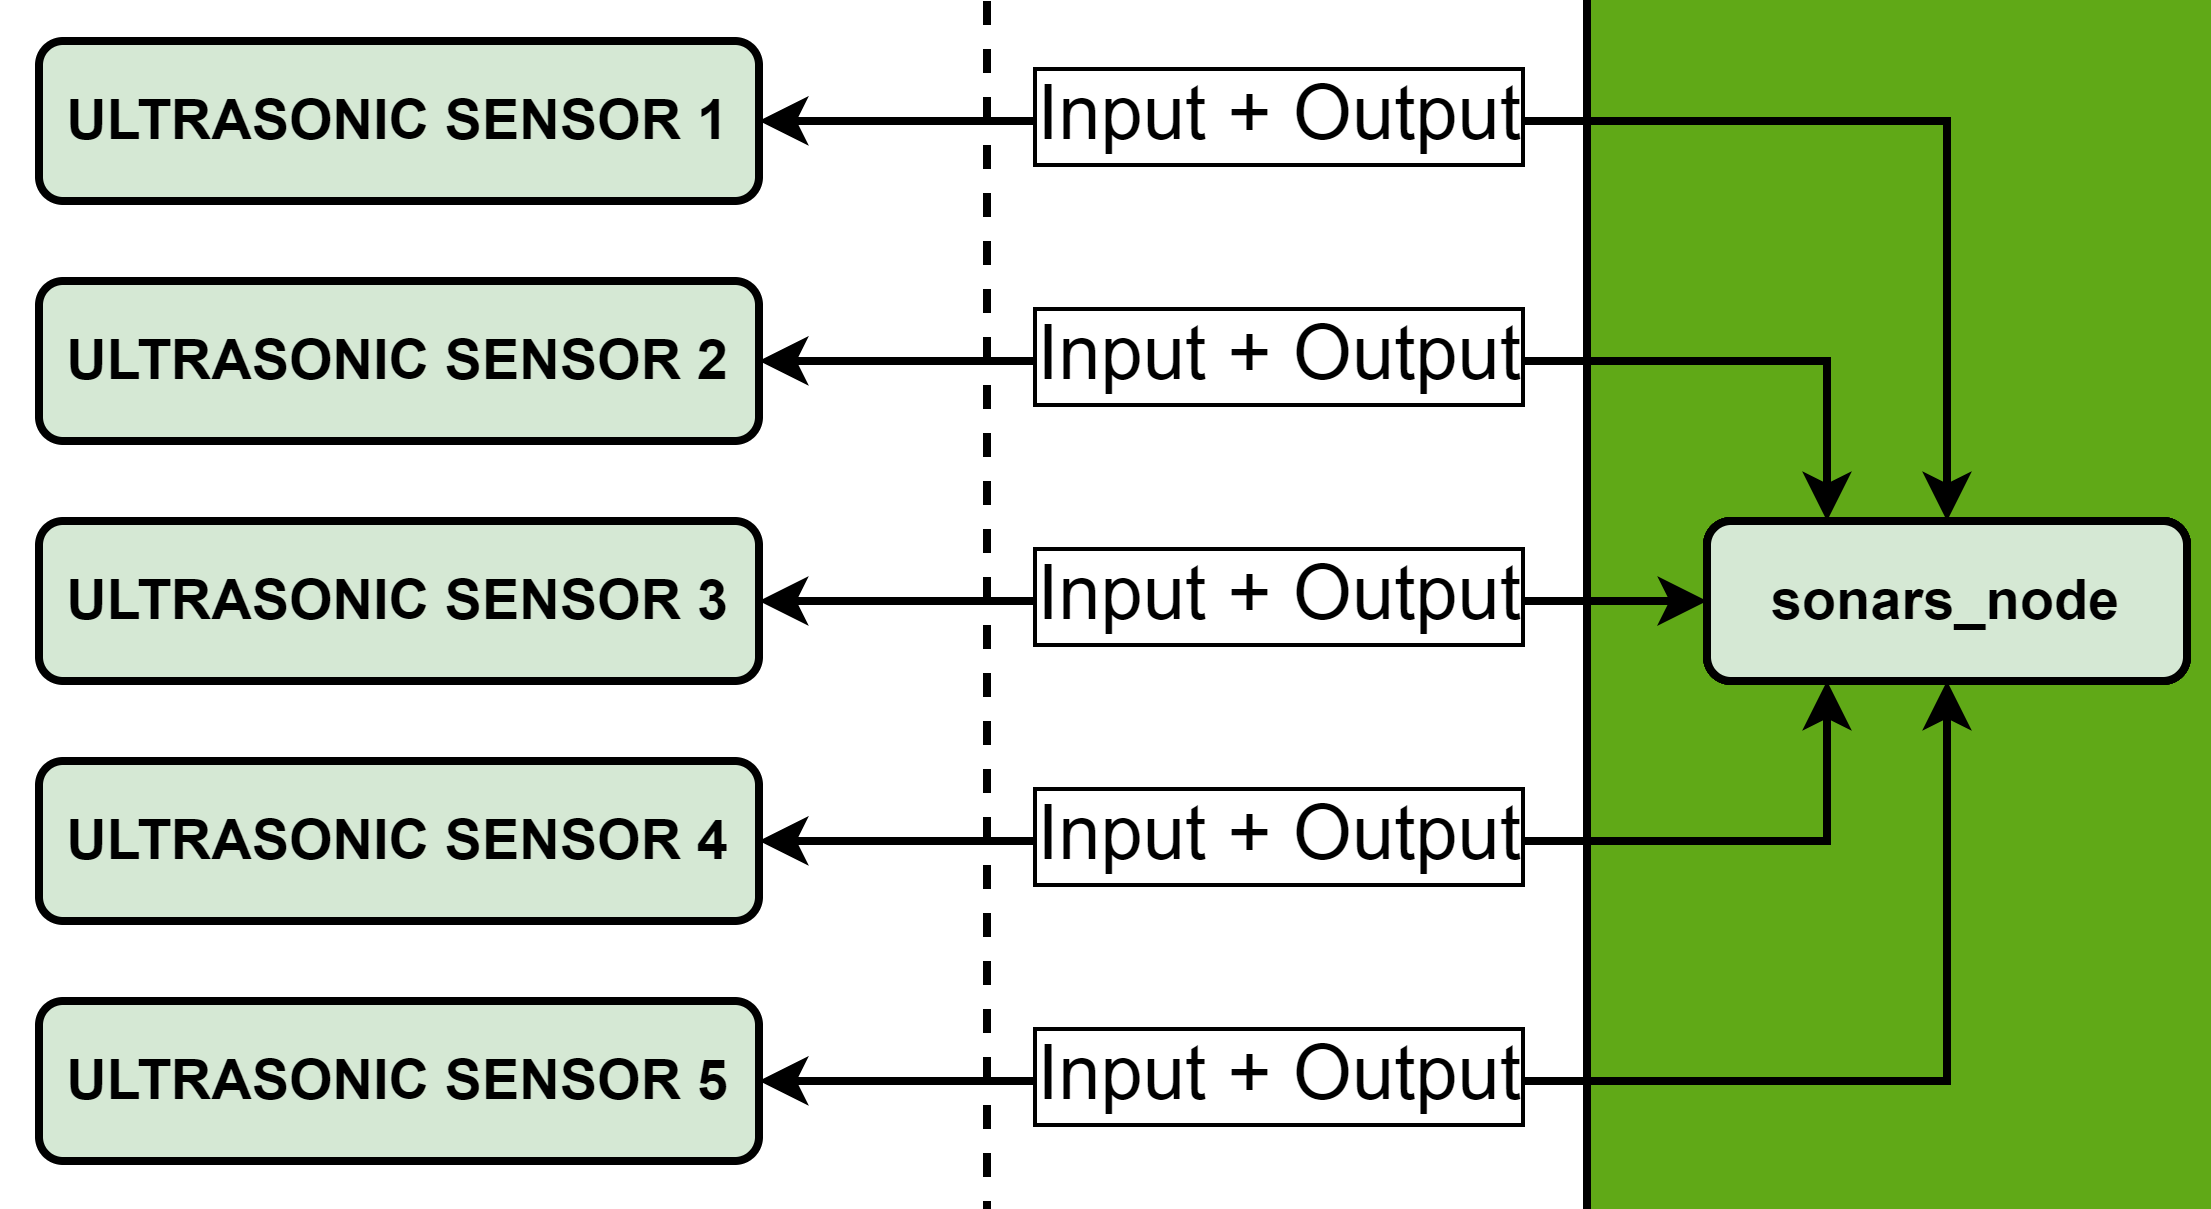 ULTRASONIC SENSOR 1
Input + Output
ULTRASONIC SENSOR 2
Input + Output
ULTRASONIC SENSOR 3
Input + Output
sonars_node
ULTRASONIC SENSOR 4
Input + Output
ULTRASONIC SENSOR 5
Input + Output